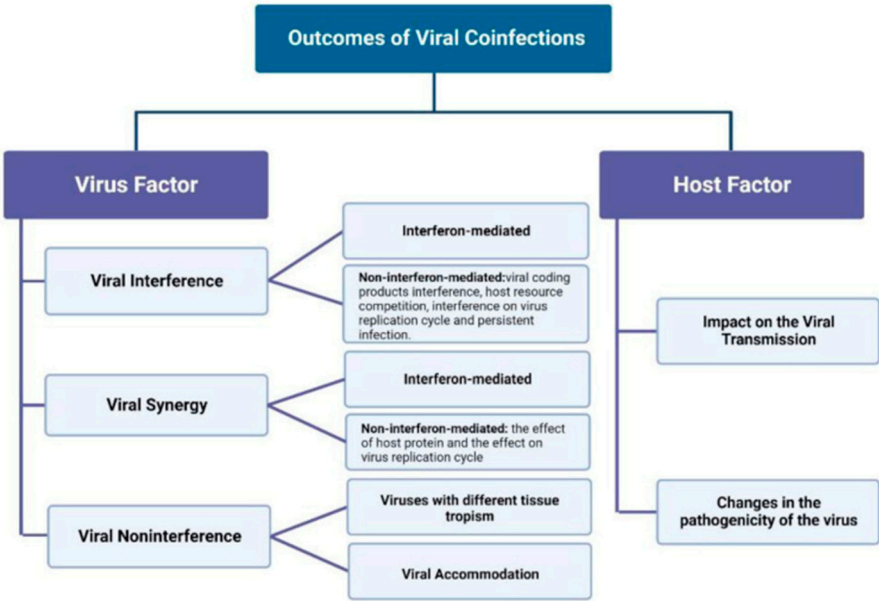 Outcomes of Viral Coinfections
Virus Factor
Host Factor
Viral Interference
Interferon-mediated
Non-interferon-mediated:viral coding
products interference, host resource
competition, interference on virus
replication cycle and persistent
infection.
Viral Synergy
Interferon-mediated
Non-interferon-mediated: the effect
of host protein and the effect on
virus replication cycle
Viral Noninterference
Viruses with different tissue
tropism
Viral Accommodation
Impact on the Viral
Transmission
Changes in the
pathogenicity of the virus